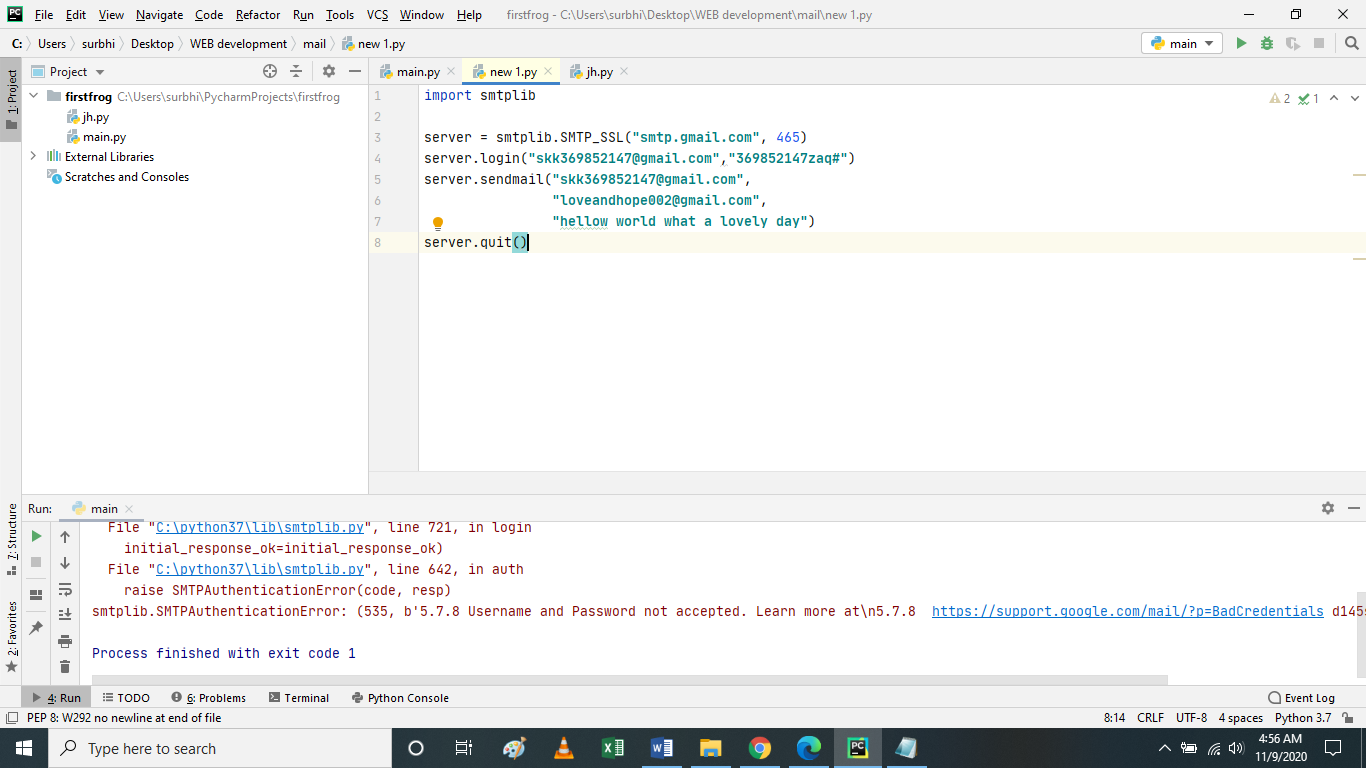 File Edit View Navigate Code Refactor Run Tools VCS Window Help firstfrog - C:\Users\surbhi\Desktop\WEB development\mail\new 1.py
C: Users surbhi Desktop WEB development mail new 1.py main
1: Project
Project
main.py new 1.py jh.py
firstfrog C:\Users\surbhi\PycharmProjects\firstfrog
jh.py
main.py
External Libraries
Scratches and Consoles
1 import smtplib
2 1
2
3 server = smtplib.SMTP_SSL("smtp.gmail.com", 465)
4 server.login("skk369852147@gmail.com","369852147zaq#")
5 server.sendmail("skk369852147@gmail.com",
6 "loveandhope002@gmail.com",
7 "hellow world what a lovely day")
8 server.quit()
7: Structure
2: Favorites
Run: main
File "C:\python37\lib\smtplib.py", line 721, in login
initial_response_ok=initial_response_ok)
File "C:\python37\lib\smtplib.py", line 642, in auth
raise SMTPAuthenticationError(code, resp)
smtplib.SMTPAuthenticationError: (535, b'5.7.8 Username and Password not accepted. Learn more at\n5.7.8 https://support.google.com/mail/?p=BadCredentials d145s
Process finished with exit code 1
4: Run TODO 6: Problems Terminal Python Console Event Log
PEP 8: W292 no newline at end of file 8:14 CRLF UTF-8 4 spaces Python 3.7
Type here to search
4:56 AM
11/9/2020